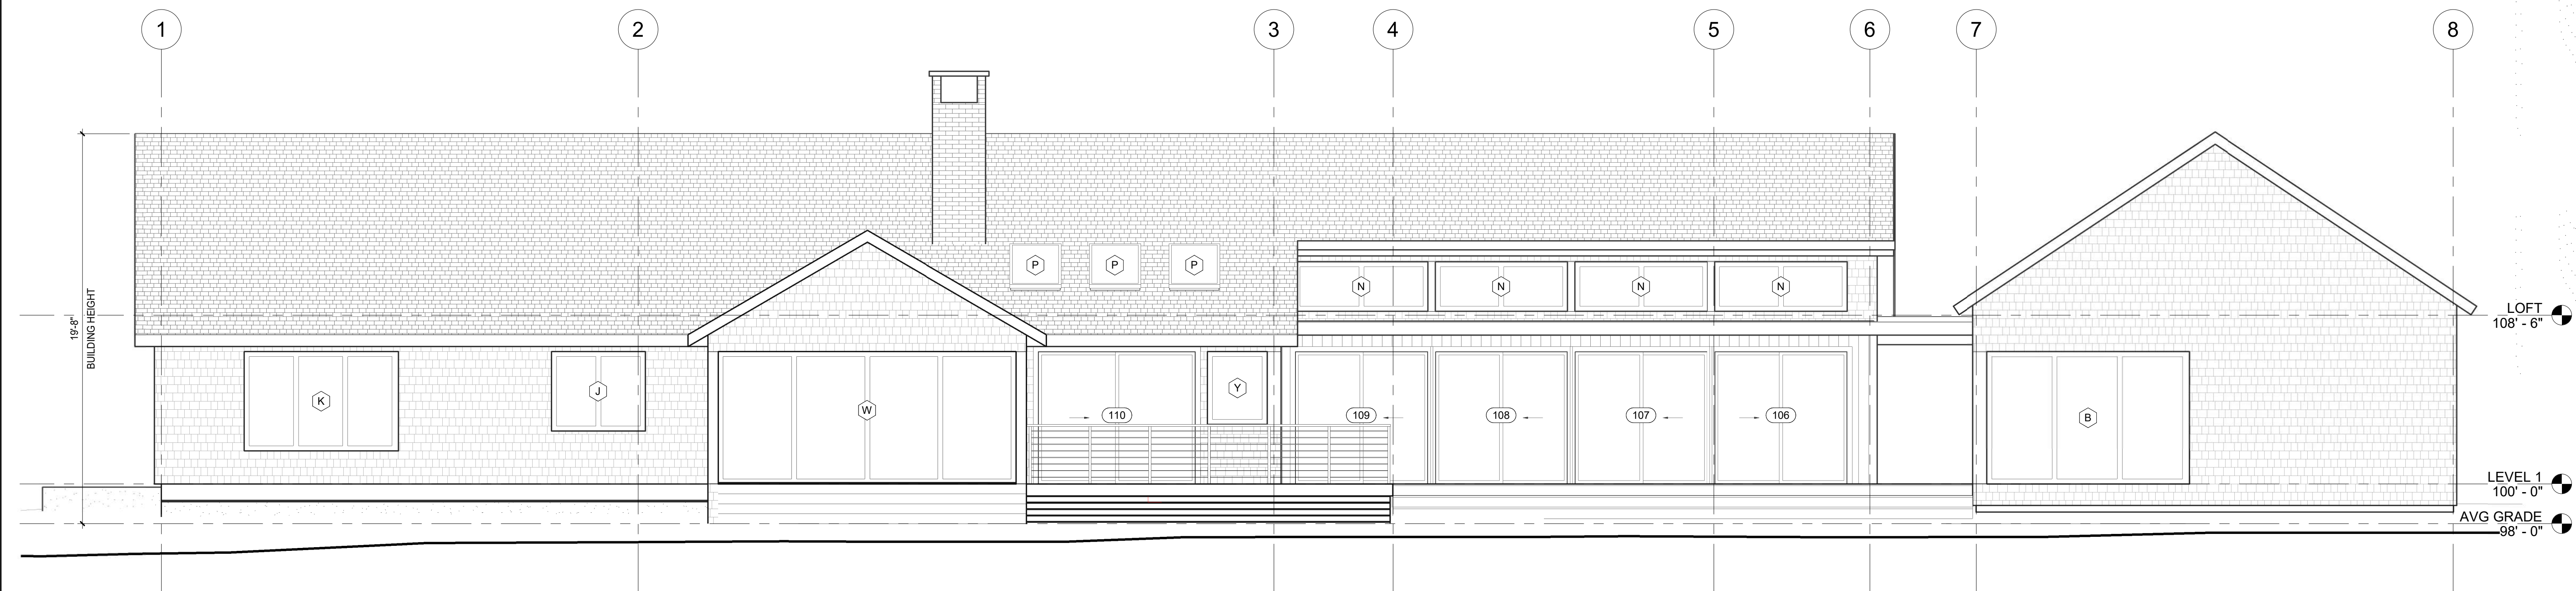 1 2 3 4 5 6 7 8
P P P
N N N N
LOFT
108' - 6"
19'-8"
BUILDING HEIGHT
K J W Y B
110 109 108 107 106
LEVEL 1
100' - 0"
AVG GRADE
98' - 0"